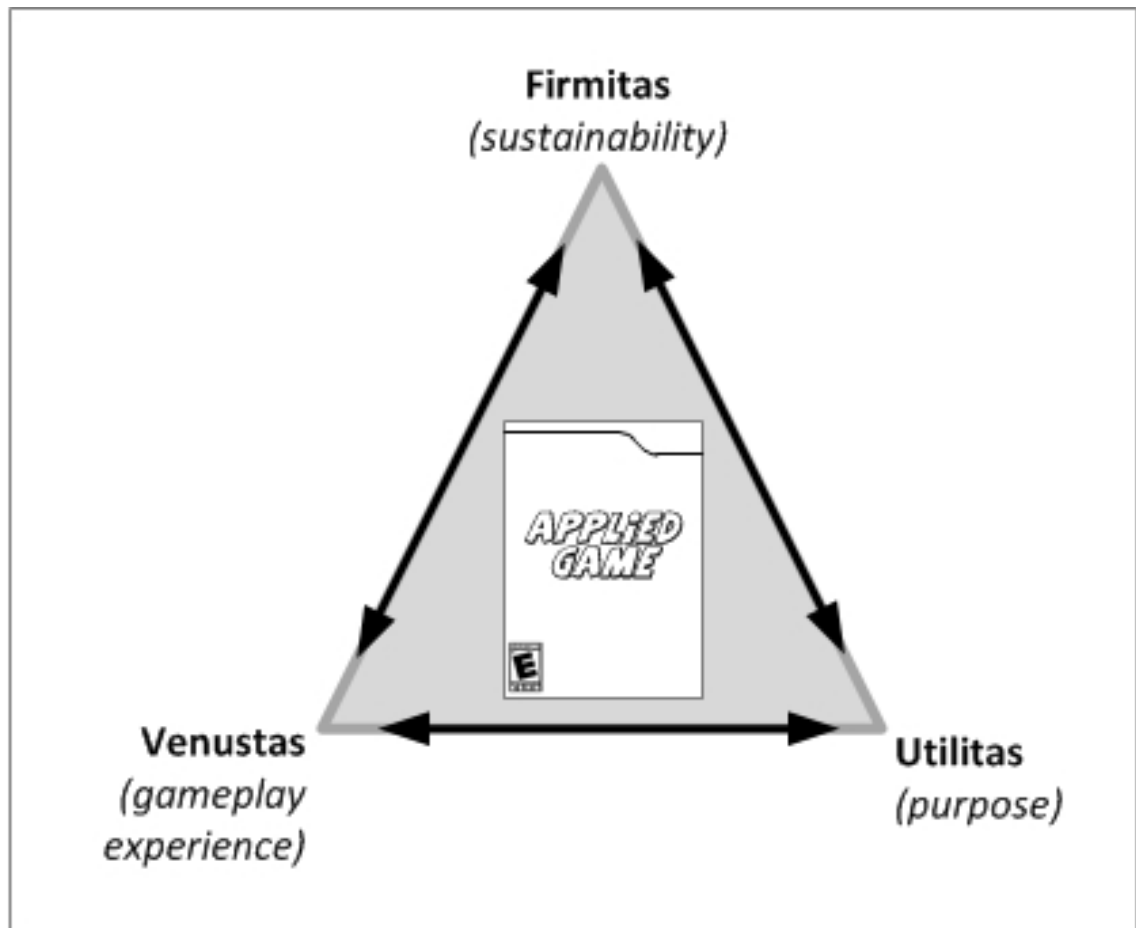 Firmitas
(sustainability)
APPLiED
GAME
E
Venustas
(gameplay
experience)
Utilitas
(purpose)